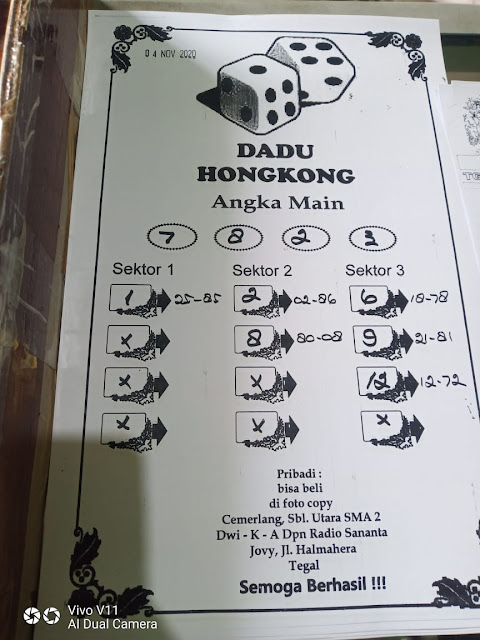 04 NOV 2020
DADU
HONGKONG
Angka Main
7 8 2 3
Sektor 1 Sektor 2 Sektor 3
1 25-85 2 02-86 6 18-78
x 8 80-08 9 21-81
x x 12 12-72
x x x
Pribadi :
bisa beli
di foto copy
Cemerlang, Sbl. Utara SMA 2
Dwi - K - A Dpn Radio Sananta
Jovy, Jl. Halmahera
Tegal
Semoga Berhasil !!!
Vivo V11
AI Dual Camera